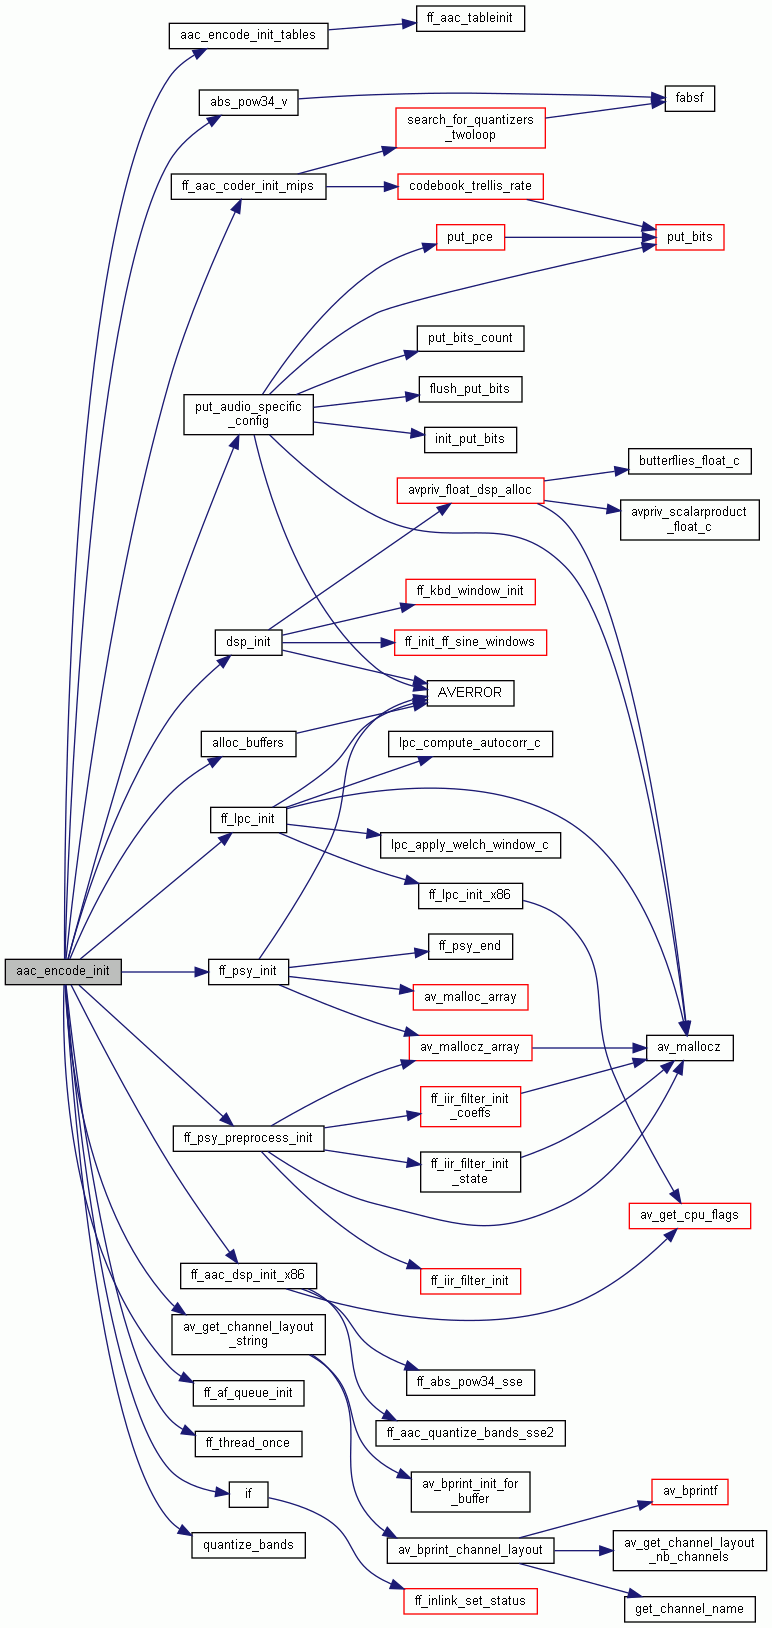 aac_encode_init_tables
ff_aac_tableinit
abs_pow34_v
fabsf
search_for_quantizers
_twoloop
ff_aac_coder_init_mips
codebook_trellis_rate
put_pce
put_bits
put_bits_count
flush_put_bits
put_audio_specific
_config
init_put_bits
butterflies_float_c
avpriv_float_dsp_alloc
avpriv_scalarproduct
_float_c
ff_kbd_window_init
dsp_init
ff_init_ff_sine_windows
AVERROR
alloc_buffers
lpc_compute_autocorr_c
ff_lpc_init
lpc_apply_welch_window_c
ff_lpc_init_x86
ff_psy_end
aac_encode_init
ff_psy_init
av_malloc_array
av_mallocz_array
av_mallocz
ff_iir_filter_init
_coeffs
ff_psy_preprocess_init
ff_iir_filter_init
_state
av_get_cpu_flags
ff_aac_dsp_init_x86
ff_iir_filter_init
av_get_channel_layout
_string
ff_abs_pow34_sse
ff_af_queue_init
ff_aac_quantize_bands_sse2
ff_thread_once
av_bprint_init_for
_buffer
if
av_bprintf
quantize_bands
av_bprint_channel_layout
av_get_channel_layout
_nb_channels
ff_inlink_set_status
get_channel_name